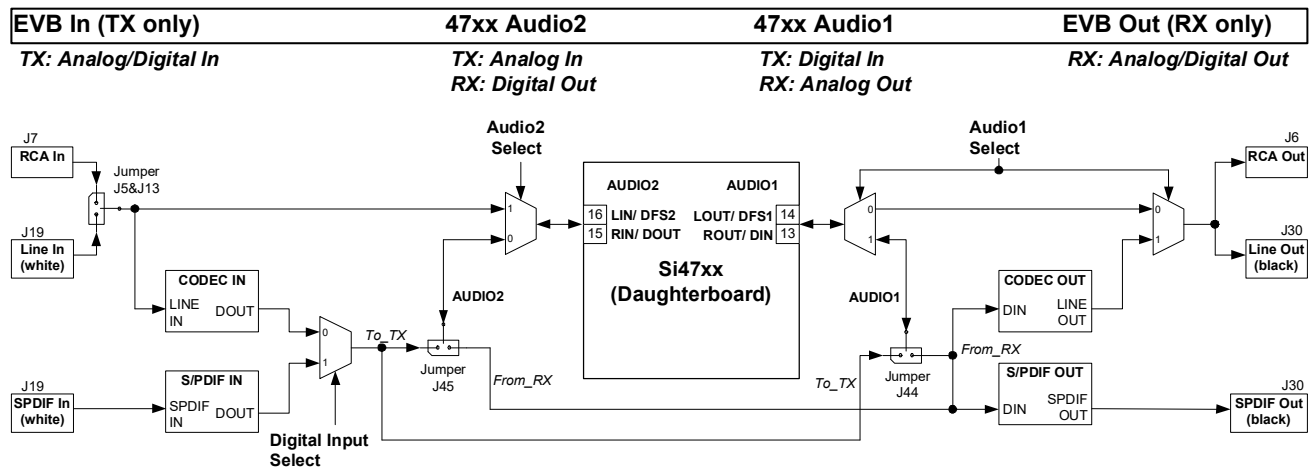 EVB In (TX only) 47xx Audio2 47xx Audio1 EVB Out (RX only)
TX: Analog/Digital In
TX: Analog In
RX: Digital Out
TX: Digital In
RX: Analog Out
RX: Analog/Digital Out
J7
RCA In
Jumper
J5&J13
J19
Line In
(white)
Audio2
Select
1
0
AUDIO2
AUDIO1
16 LIN/ DFS2
15 RIN/ DOUT
LOUT/ DFS1 14
ROUT/ DIN 13
Si47xx
(Daughterboard)
Audio1
Select
0
1
0
1
J6
RCA Out
J30
Line Out
(black)
CODEC IN
LINE
IN
DOUT
0
1
To_TX
AUDIO2
Jumper
J45
From_RX
AUDIO1
To_TX
Jumper
J44
From_RX
CODEC OUT
DIN
LINE
OUT
J19
SPDIF In
(white)
S/PDIF IN
SPDIF
IN
DOUT
Digital Input
Select
S/PDIF OUT
DIN
SPDIF
OUT
J30
SPDIF Out
(black)